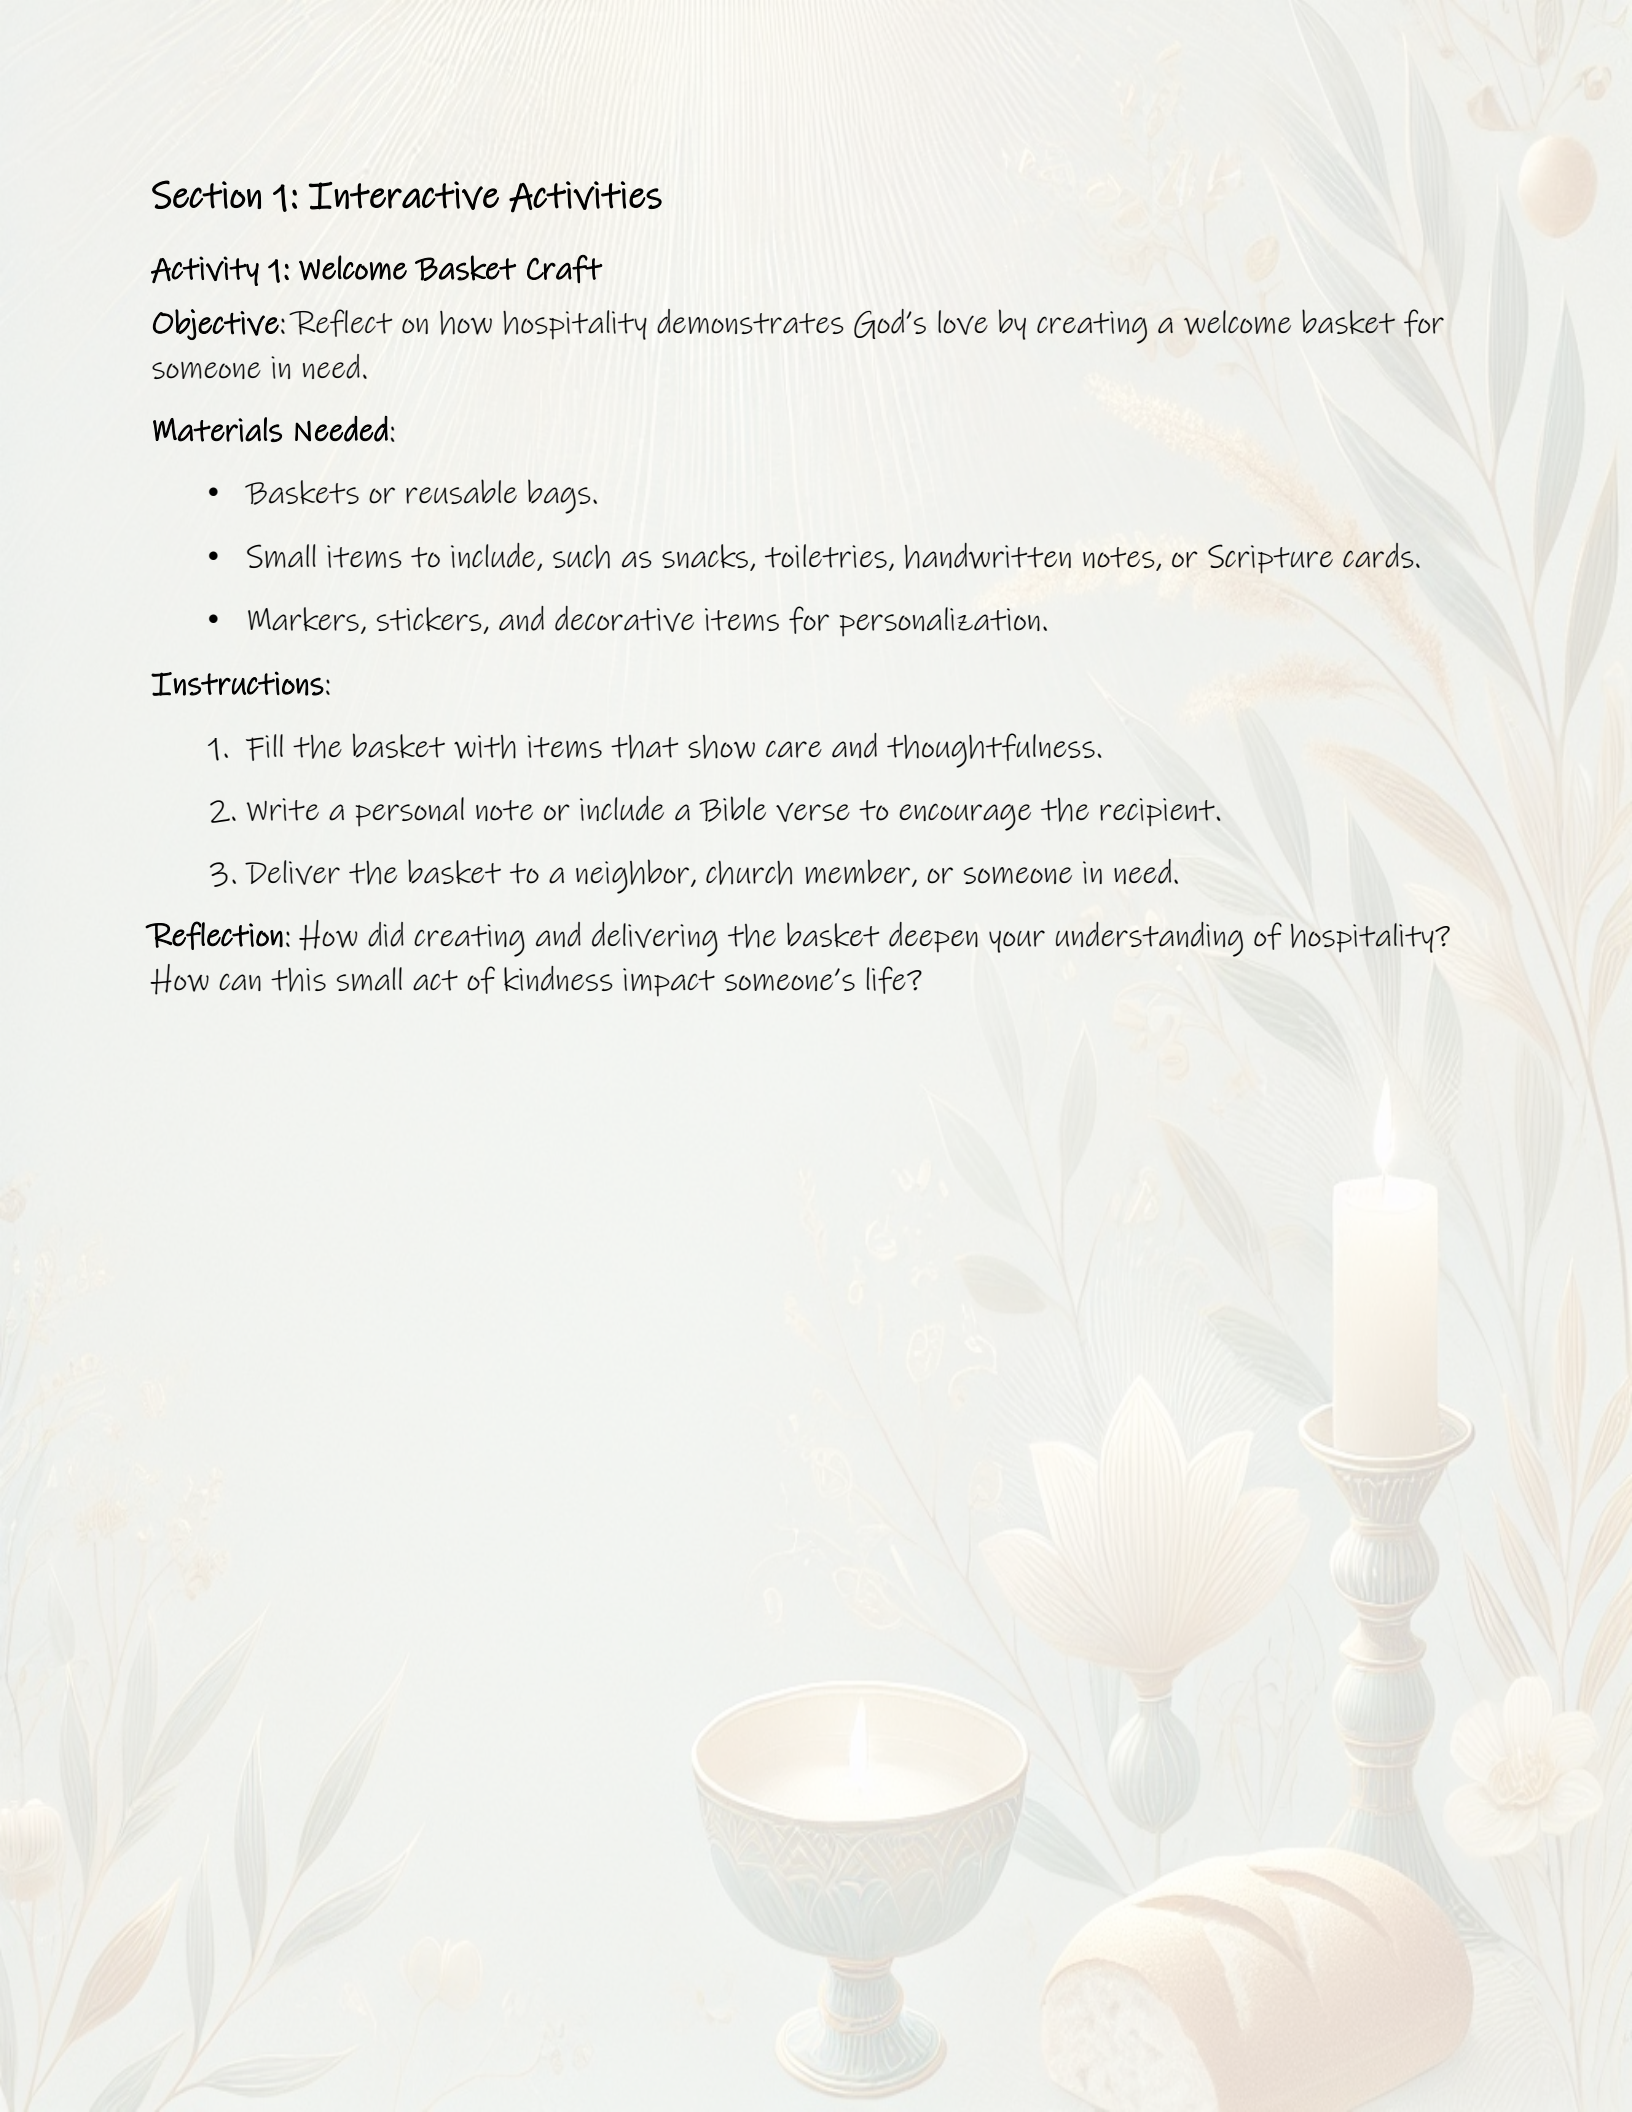 Section 1: Interactive Activities
Activity 1: Welcome Basket Craft
Objective: Reflect on how hospitality demonstrates God's love by creating a welcome basket for
someone in need.
Materials Needed:
• Baskets or reusable bags.
• Small items to include, such as snacks, toiletries, handwritten notes, or Scripture cards.
• Markers, stickers, and decorative items for personalization.
Instructions:
1. Fill the basket with items that show care and thoughtfulness.
2. Write a personal note or include a Bible verse to encourage the recipient.
3. Deliver the basket to a neighbor, church member, or someone in need.
Reflection: How did creating and delivering the basket deepen your understanding of hospitality?
How can this small act of kindness impact someone's life?